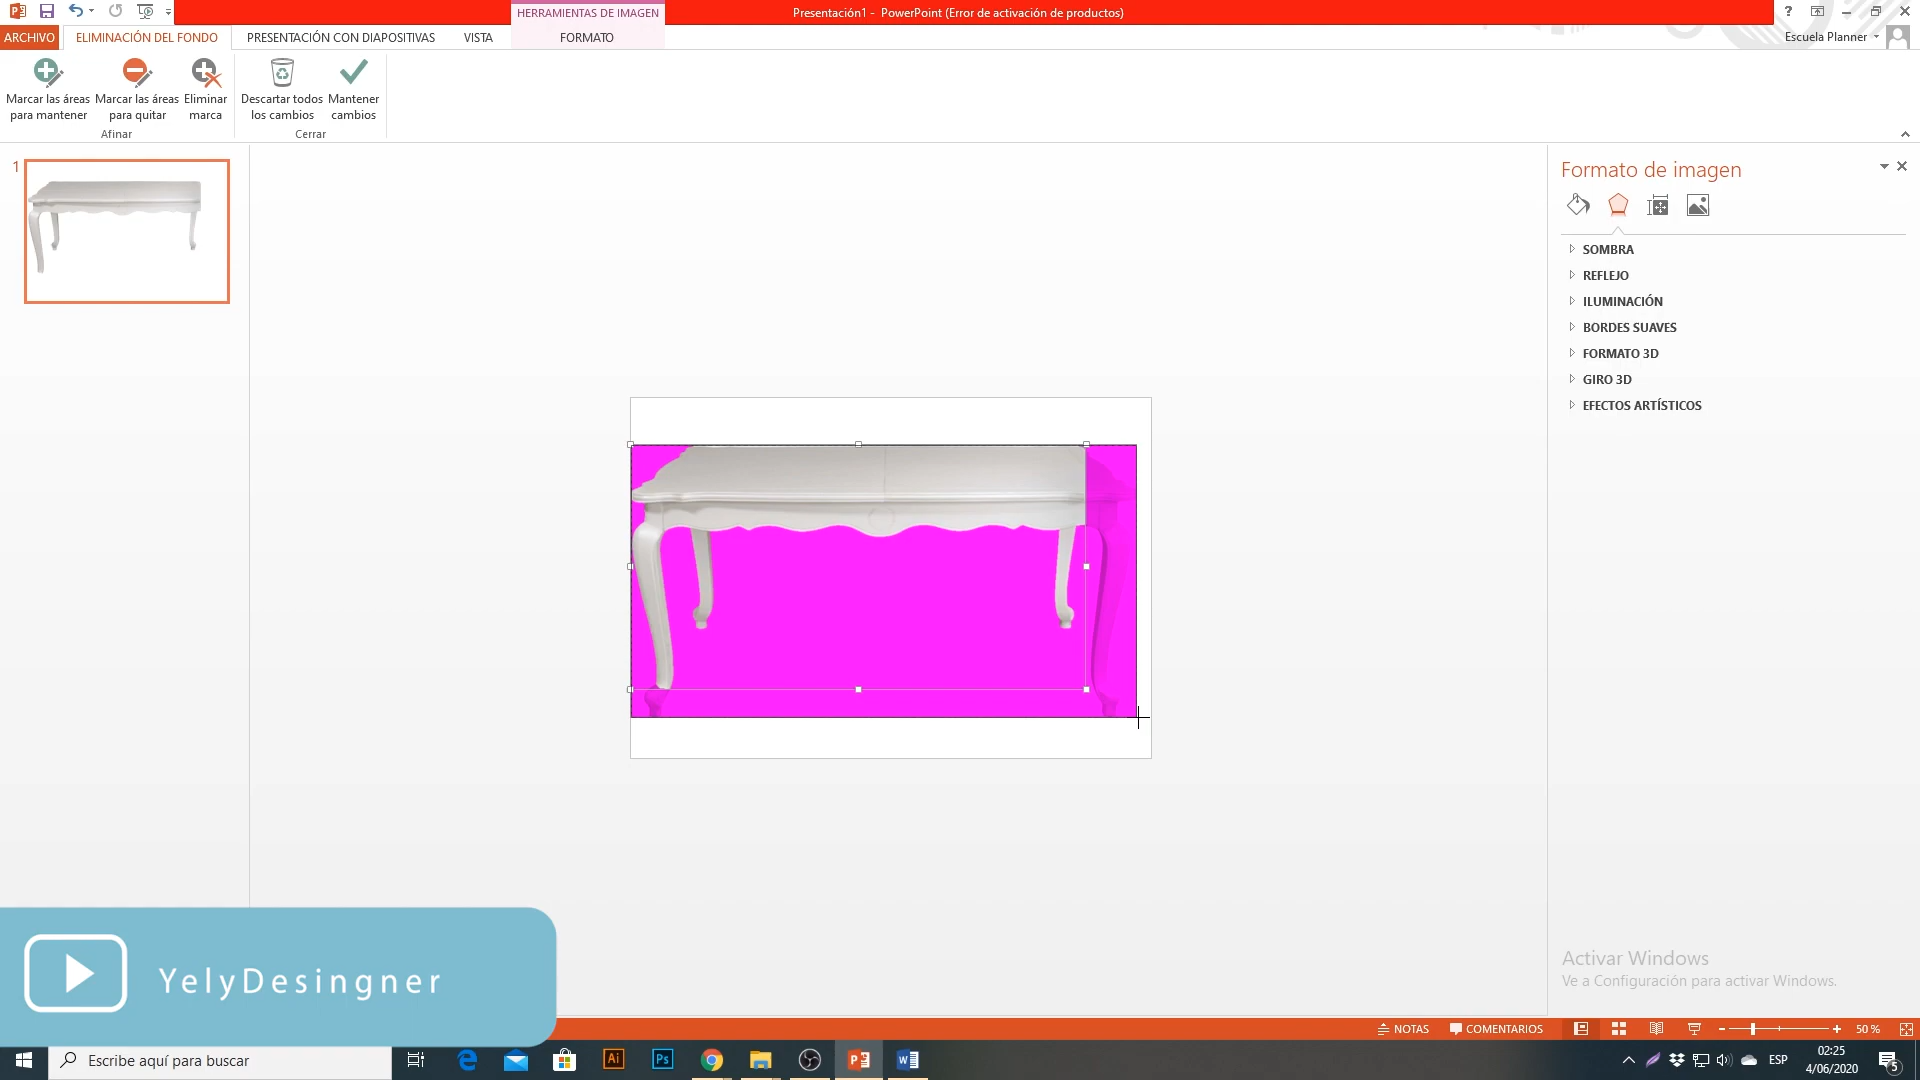 HERRAMIENTAS DE IMAGEN
Presentación1 - PowerPoint (Error de activación de productos)
ARCHIVO
ELIMINACIÓN DEL FONDO
PRESENTACIÓN CON DIAPOSITIVAS
VISTA
FORMATO
Escuela Planner
Marcar las áreas
para mantener
Marcar las áreas
para quitar
Eliminar
marca
Descartar todos
los cambios
Mantener
cambios
Afinar
Cerrar
1
Formato de imagen
SOMBRA
REFLEJO
ILUMINACIÓN
BORDES SUAVES
FORMATO 3D
GIRO 3D
EFECTOS ARTÍSTICOS
Activar Windows
Ve a Configuración para activar Windows.
YelyDesingner
NOTAS
COMENTARIOS
50 %
Escribe aquí para buscar
Ai
Ps
ESP
02:25
4/06/2020
5